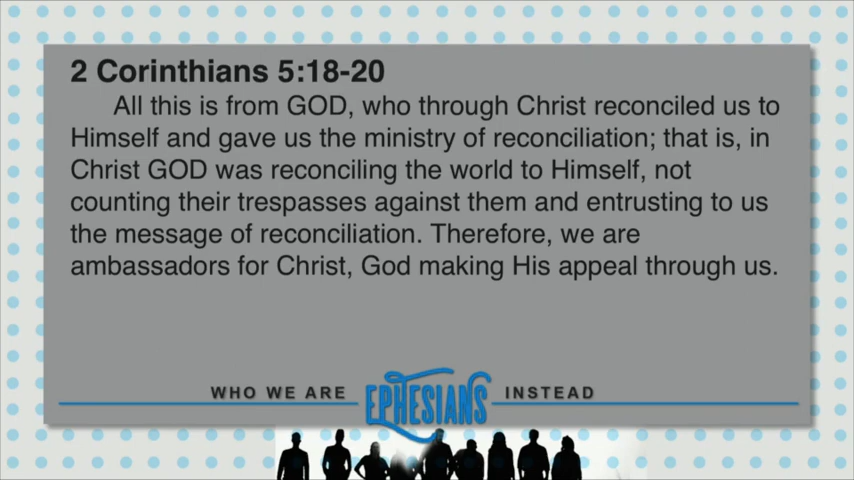 2 Corinthians 5:18-20
All this is from GOD, who through Christ reconciled us to
Himself and gave us the ministry of reconciliation; that is, in
Christ GOD was reconciling the world to Himself, not
counting their trespasses against them and entrusting to us
the message of reconciliation. Therefore, we are
ambassadors for Christ, God making His appeal through us.
WHO WE ARE EPHESIANS INSTEAD